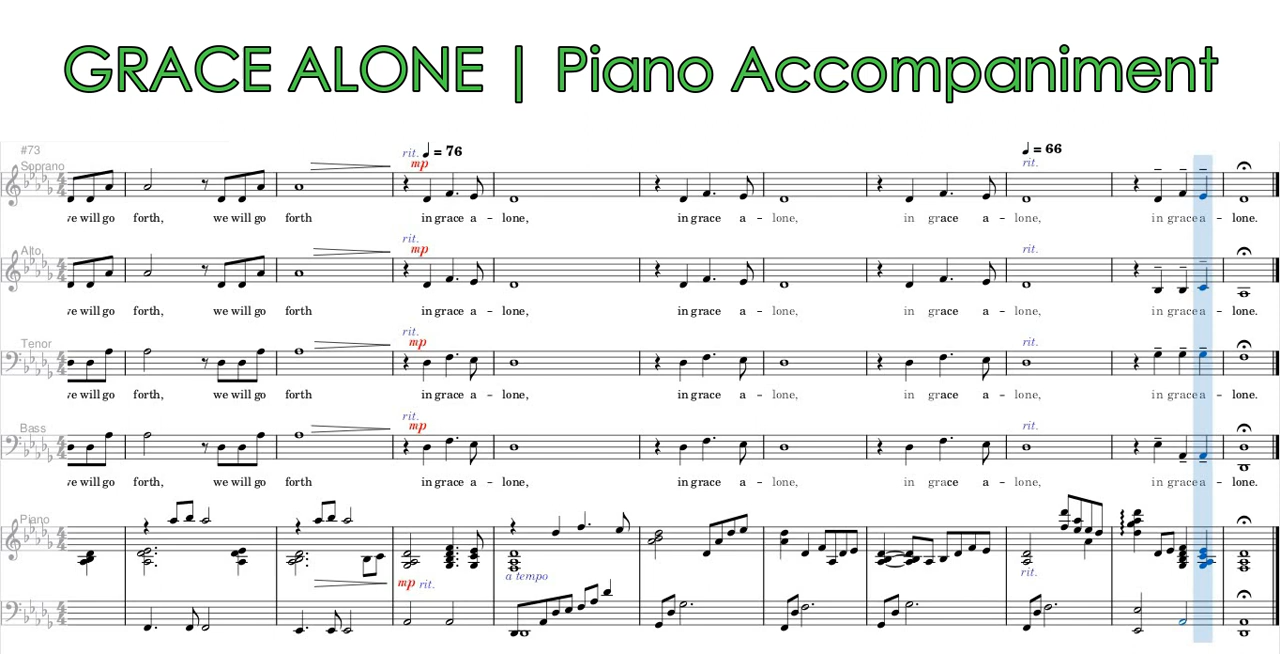 GRACE ALONE | Piano Accompaniment
#73
rit. ♩ = 76
♩ = 66
Soprano
mp
rit.
we will go forth, we will go forth in grace a – lone, in grace a – lone, in grace a – lone, in grace a – lone.
Alto
rit.
mp
rit.
we will go forth, we will go forth in grace a – lone, in grace a – lone, in grace a – lone, in grace a – lone.
Tenor
rit.
mp
rit.
we will go forth, we will go forth in grace a – lone, in grace a – lone, in grace a – lone, in grace a – lone.
Bass
rit.
mp
rit.
we will go forth, we will go forth in grace a – lone, in grace a – lone, in grace a – lone, in grace a – lone.
Piano
mp rit.
a tempo
rit.